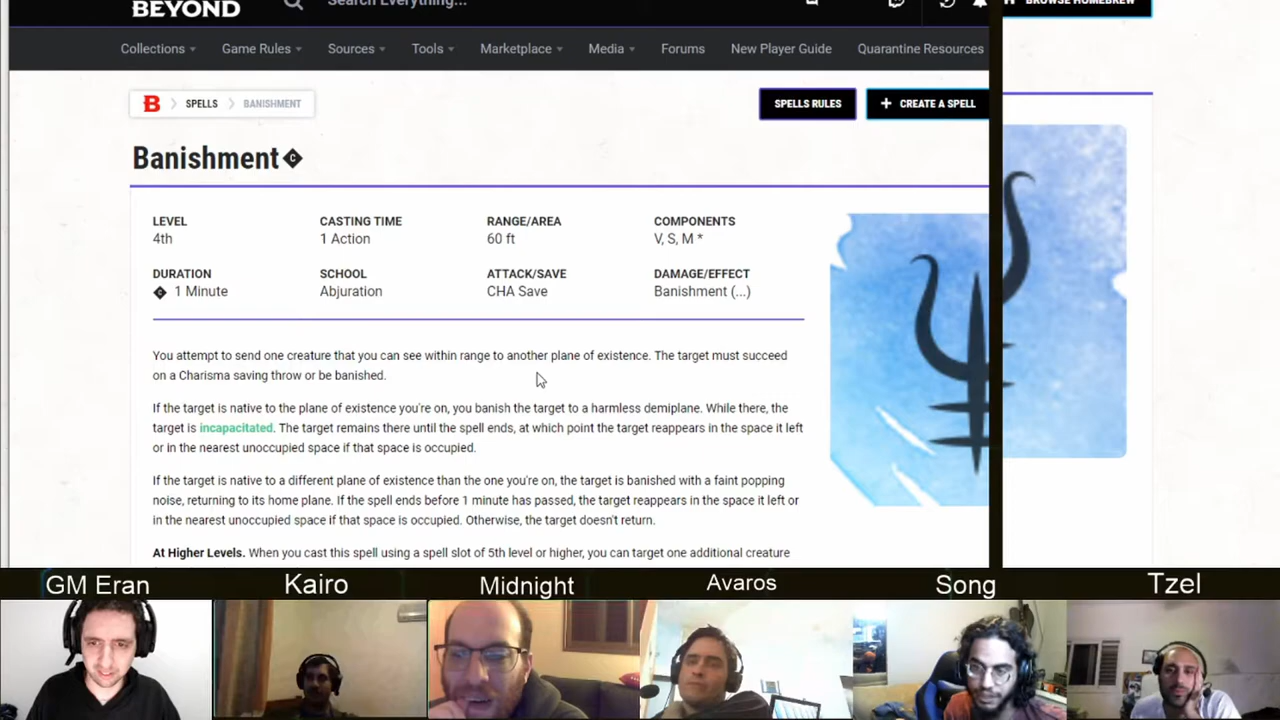 BEYOND
Search Everything...
BROWSE HOMEBREW
Collections Game Rules Sources Tools Marketplace Media Forums New Player Guide Quarantine Resources
B SPELLS BANISHMENT
SPELLS RULES
+ CREATE A SPELL
Banishment C
LEVEL CASTING TIME RANGE/AREA COMPONENTS
4th 1 Action 60 ft V, S, M *
DURATION SCHOOL ATTACK/SAVE DAMAGE/EFFECT
C 1 Minute Abjuration CHA Save Banishment (...)
You attempt to send one creature that you can see within range to another plane of existence. The target must succeed
on a Charisma saving throw or be banished.
If the target is native to the plane of existence you're on, you banish the target to a harmless demiplane. While there, the
target is incapacitated. The target remains there until the spell ends, at which point the target reappears in the space it left
or in the nearest unoccupied space if that space is occupied.
If the target is native to a different plane of existence than the one you're on, the target is banished with a faint popping
noise, returning to its home plane. If the spell ends before 1 minute has passed, the target reappears in the space it left or
in the nearest unoccupied space if that space is occupied. Otherwise, the target doesn't return.
At Higher Levels. When you cast this spell using a spell slot of 5th level or higher, you can target one additional creature
GM Eran Kairo Midnight Avaros Song Tzel